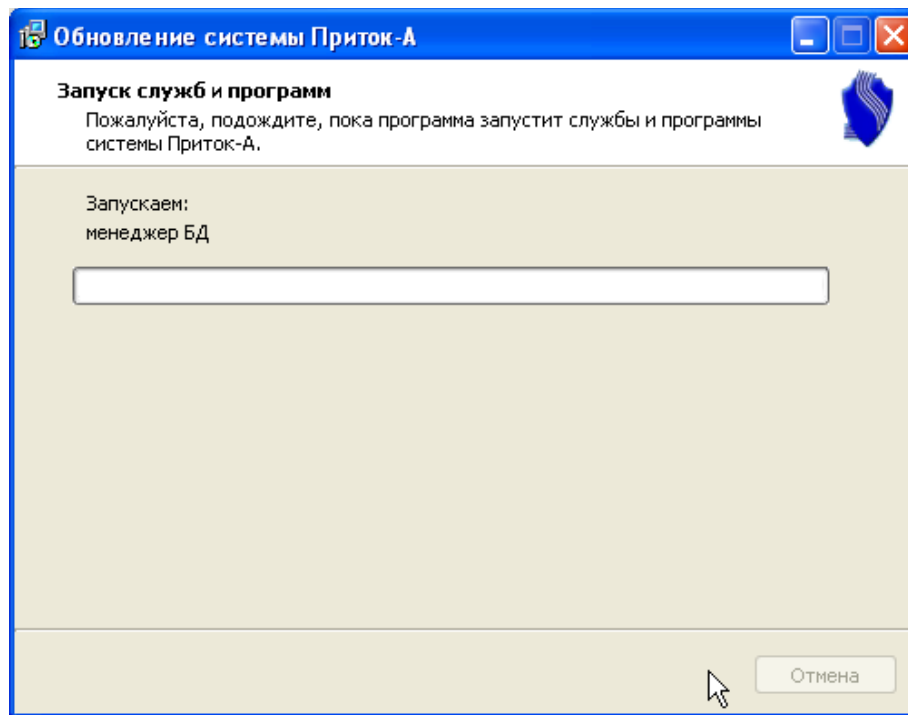 Обновление системы Приток-А
Запуск служб и программ
Пожалуйста, подождите, пока программа запустит службы и программы
системы Приток-А.
Запускаем:
менеджер БД
Отмена